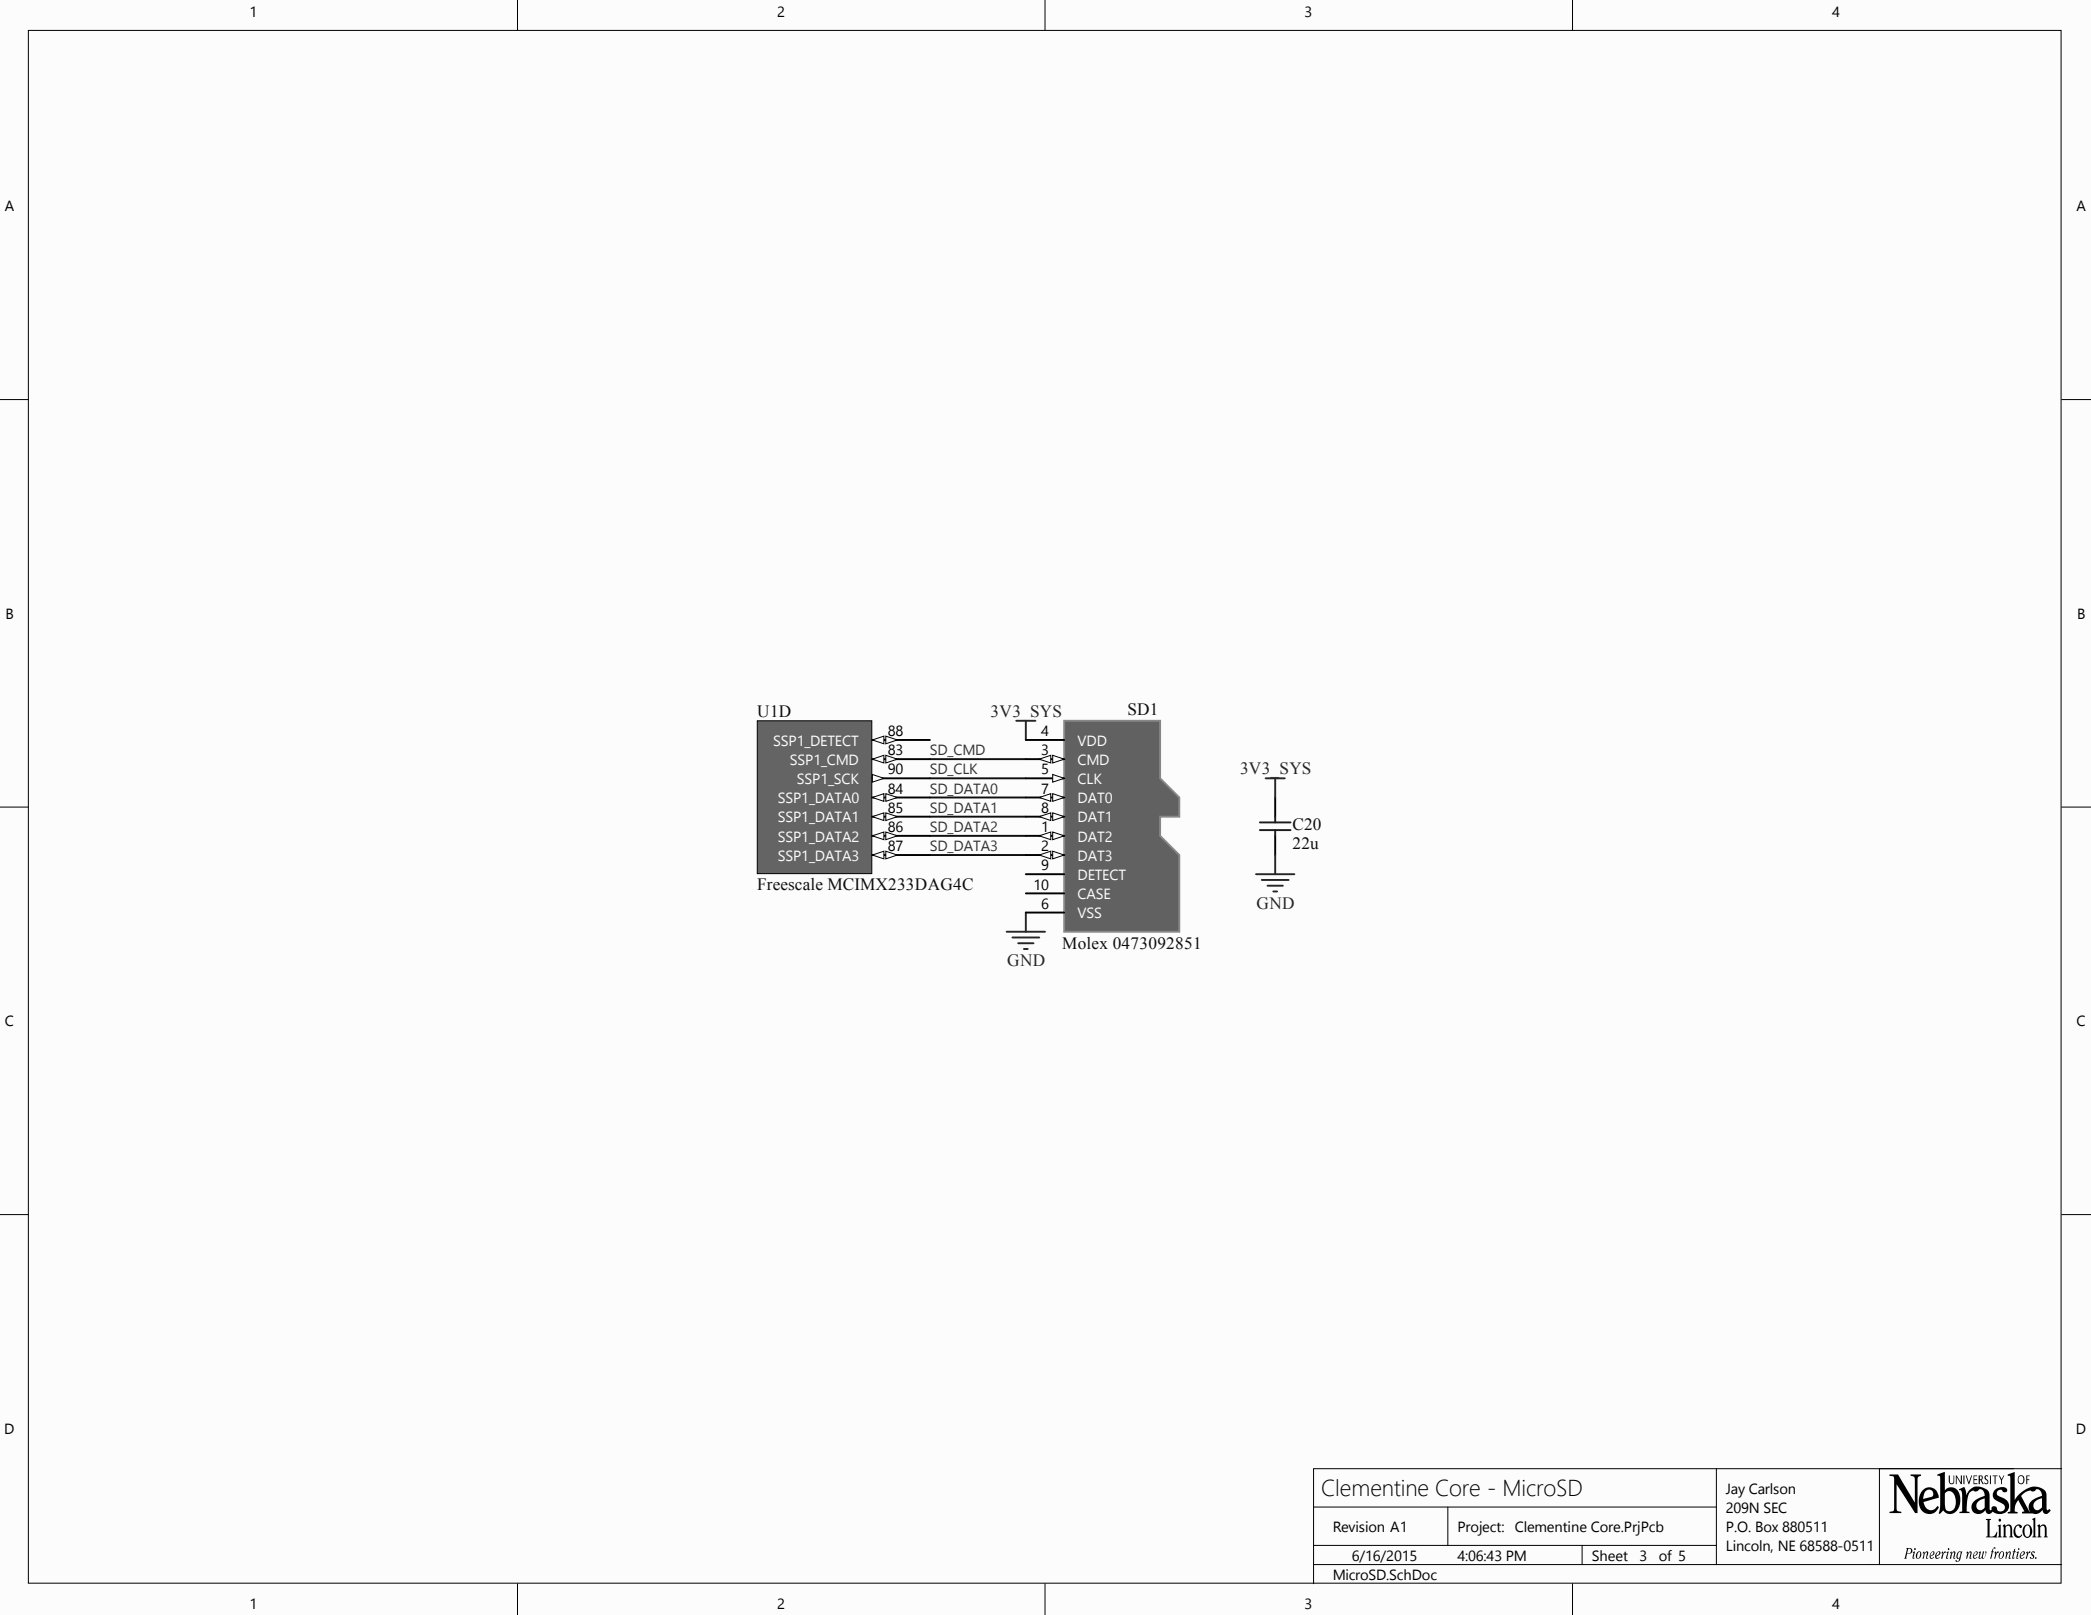 1 2 3 4
A A
B B
C C
D D
U1D
SSP1_DETECT 88
SSP1_CMD 83 SD_CMD
SSP1_SCK 90 SD_CLK
SSP1_DATA0 84 SD_DATA0
SSP1_DATA1 85 SD_DATA1
SSP1_DATA2 86 SD_DATA2
SSP1_DATA3 87 SD_DATA3
Freescale MCIMX233DAG4C
3V3_SYS
SD1
4 VDD
3 CMD
5 CLK
7 DAT0
8 DAT1
1 DAT2
2 DAT3
9 DETECT
10 CASE
6 VSS
GND
Molex 0473092851
3V3_SYS
C20
22u
GND
Clementine Core - MicroSD
Revision A1
Project: Clementine Core.PrjPcb
6/16/2015 4:06:43 PM Sheet 3 of 5
MicroSD.SchDoc
Jay Carlson
209N SEC
P.O. Box 880511
Lincoln, NE 68588-0511
UNIVERSITY OF
Nebraska
Lincoln
Pioneering new frontiers.
1 2 3 4